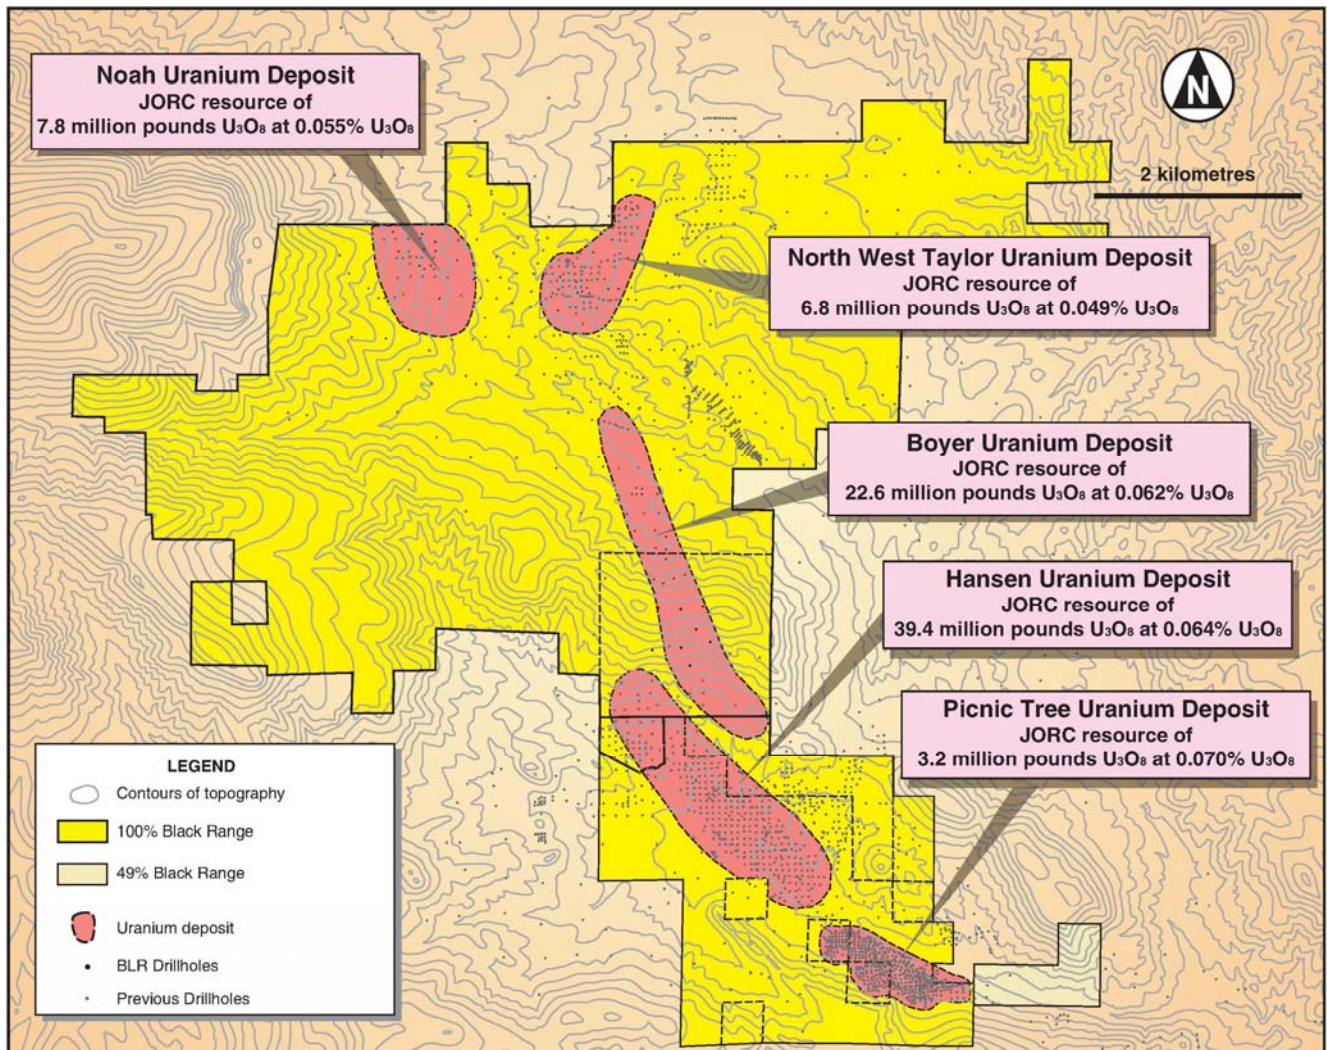 Noah Uranium Deposit
JORC resource of
7.8 million pounds U₃O₈ at 0.055% U₃O₈
N
2 kilometres
North West Taylor Uranium Deposit
JORC resource of
6.8 million pounds U₃O₈ at 0.049% U₃O₈
Boyer Uranium Deposit
JORC resource of
22.6 million pounds U₃O₈ at 0.062% U₃O₈
Hansen Uranium Deposit
JORC resource of
39.4 million pounds U₃O₈ at 0.064% U₃O₈
Picnic Tree Uranium Deposit
JORC resource of
3.2 million pounds U₃O₈ at 0.070% U₃O₈
LEGEND
Contours of topography
100% Black Range
49% Black Range
Uranium deposit
BLR Drillholes
Previous Drillholes